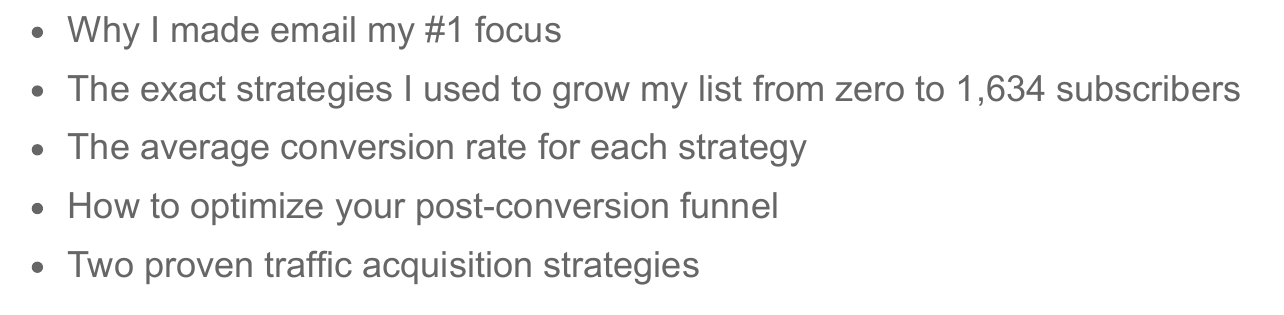 • Why I made email my #1 focus
• The exact strategies I used to grow my list from zero to 1,634 subscribers
• The average conversion rate for each strategy
• How to optimize your post-conversion funnel
• Two proven traffic acquisition strategies